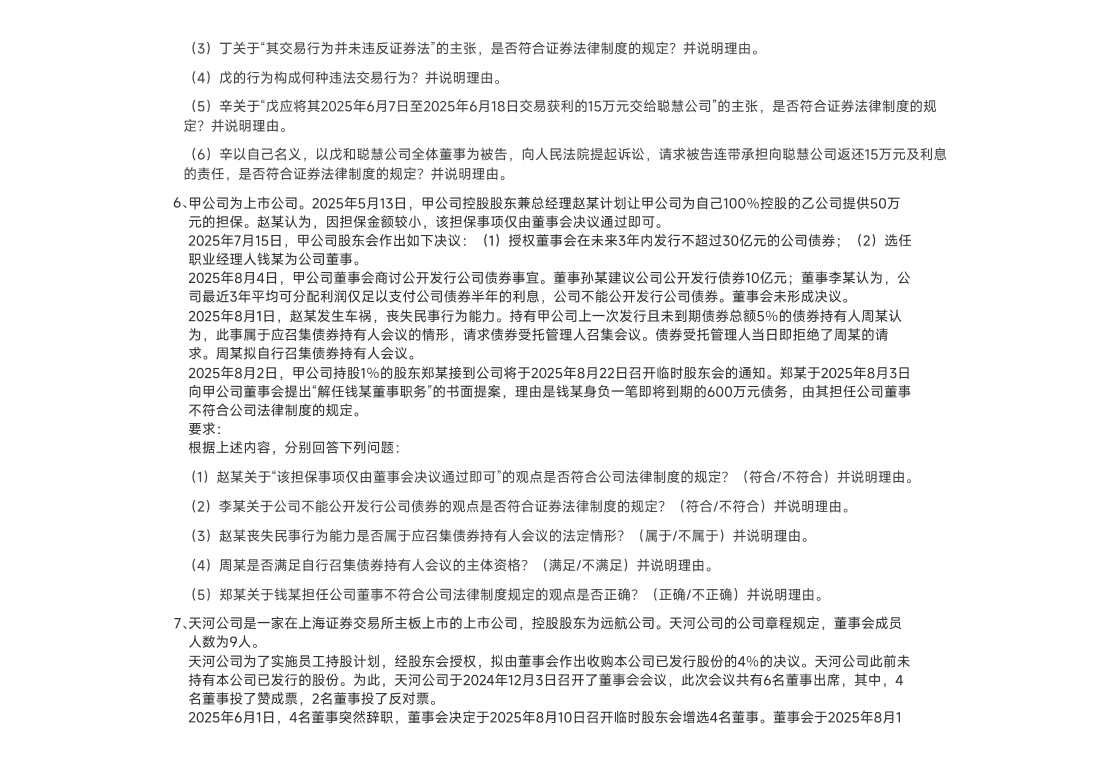 （3）丁关于“其交易行为并未违反证券法”的主张，是否符合证券法律制度的规定？并说明理由。
（4）戊的行为构成何种违法交易行为？并说明理由。
（5）辛关于“戊应将其2025年6月7日至2025年6月18日交易获利的15万元交给聪慧公司”的主张，是否符合证券法律制度的规
定？并说明理由。
（6）辛以自己名义，以戊和聪慧公司全体董事为被告，向人民法院提起诉讼，请求被告连带承担向聪慧公司返还15万元及利息
的责任，是否符合证券法律制度的规定？并说明理由。
6、甲公司为上市公司。2025年5月13日，甲公司控股股东兼总经理赵某计划让甲公司为自己100%控股的乙公司提供50万
元的担保。赵某认为，因担保金额较小，该担保事项仅由董事会决议通过即可。
2025年7月15日，甲公司股东会作出如下决议：（1）授权董事会在未来3年内发行不超过30亿元的公司债券；（2）选任
职业经理人钱某为公司董事。
2025年8月4日，甲公司董事会商讨公开发行公司债券事宜。董事孙某建议公司公开发行债券10亿元；董事李某认为，公
司最近3年平均可分配利润仅足以支付公司债券半年的利息，公司不能公开发行公司债券。董事会未形成决议。
2025年8月1日，赵某发生车祸，丧失民事行为能力。持有甲公司上一次发行且未到期债券总额5%的债券持有人周某认
为，此事属于应召集债券持有人会议的情形，请求债券受托管理人召集会议。债券受托管理人当日即拒绝了周某的请
求。周某拟自行召集债券持有人会议。
2025年8月2日，甲公司持股1%的股东郑某接到公司将于2025年8月22日召开临时股东会的通知。郑某于2025年8月3日
向甲公司董事会提出“解任钱某董事职务”的书面提案，理由是钱某身负一笔即将到期的600万元债务，由其担任公司董事
不符合公司法律制度的规定。
要求：
根据上述内容，分别回答下列问题：
（1）赵某关于“该担保事项仅由董事会决议通过即可”的观点是否符合公司法律制度的规定？（符合/不符合）并说明理由。
（2）李某关于公司不能公开发行公司债券的观点是否符合证券法律制度的规定？（符合/不符合）并说明理由。
（3）赵某丧失民事行为能力是否属于应召集债券持有人会议的法定情形？（属于/不属于）并说明理由。
（4）周某是否满足自行召集债券持有人会议的主体资格？（满足/不满足）并说明理由。
（5）郑某关于钱某担任公司董事不符合公司法律制度规定的观点是否正确？（正确/不正确）并说明理由。
7、天河公司是一家在上海证券交易所主板上市的上市公司，控股股东为远航公司。天河公司的公司章程规定，董事会成员
人数为9人。
天河公司为了实施员工持股计划，经股东会授权，拟由董事会作出收购本公司已发行股份的4%的决议。天河公司此前未
持有本公司已发行的股份。为此，天河公司于2024年12月3日召开了董事会会议，此次会议共有6名董事出席，其中，4
名董事投了赞成票，2名董事投了反对票。
2025年6月1日，4名董事突然辞职，董事会决定于2025年8月10日召开临时股东会增选4名董事。董事会于2025年8月1